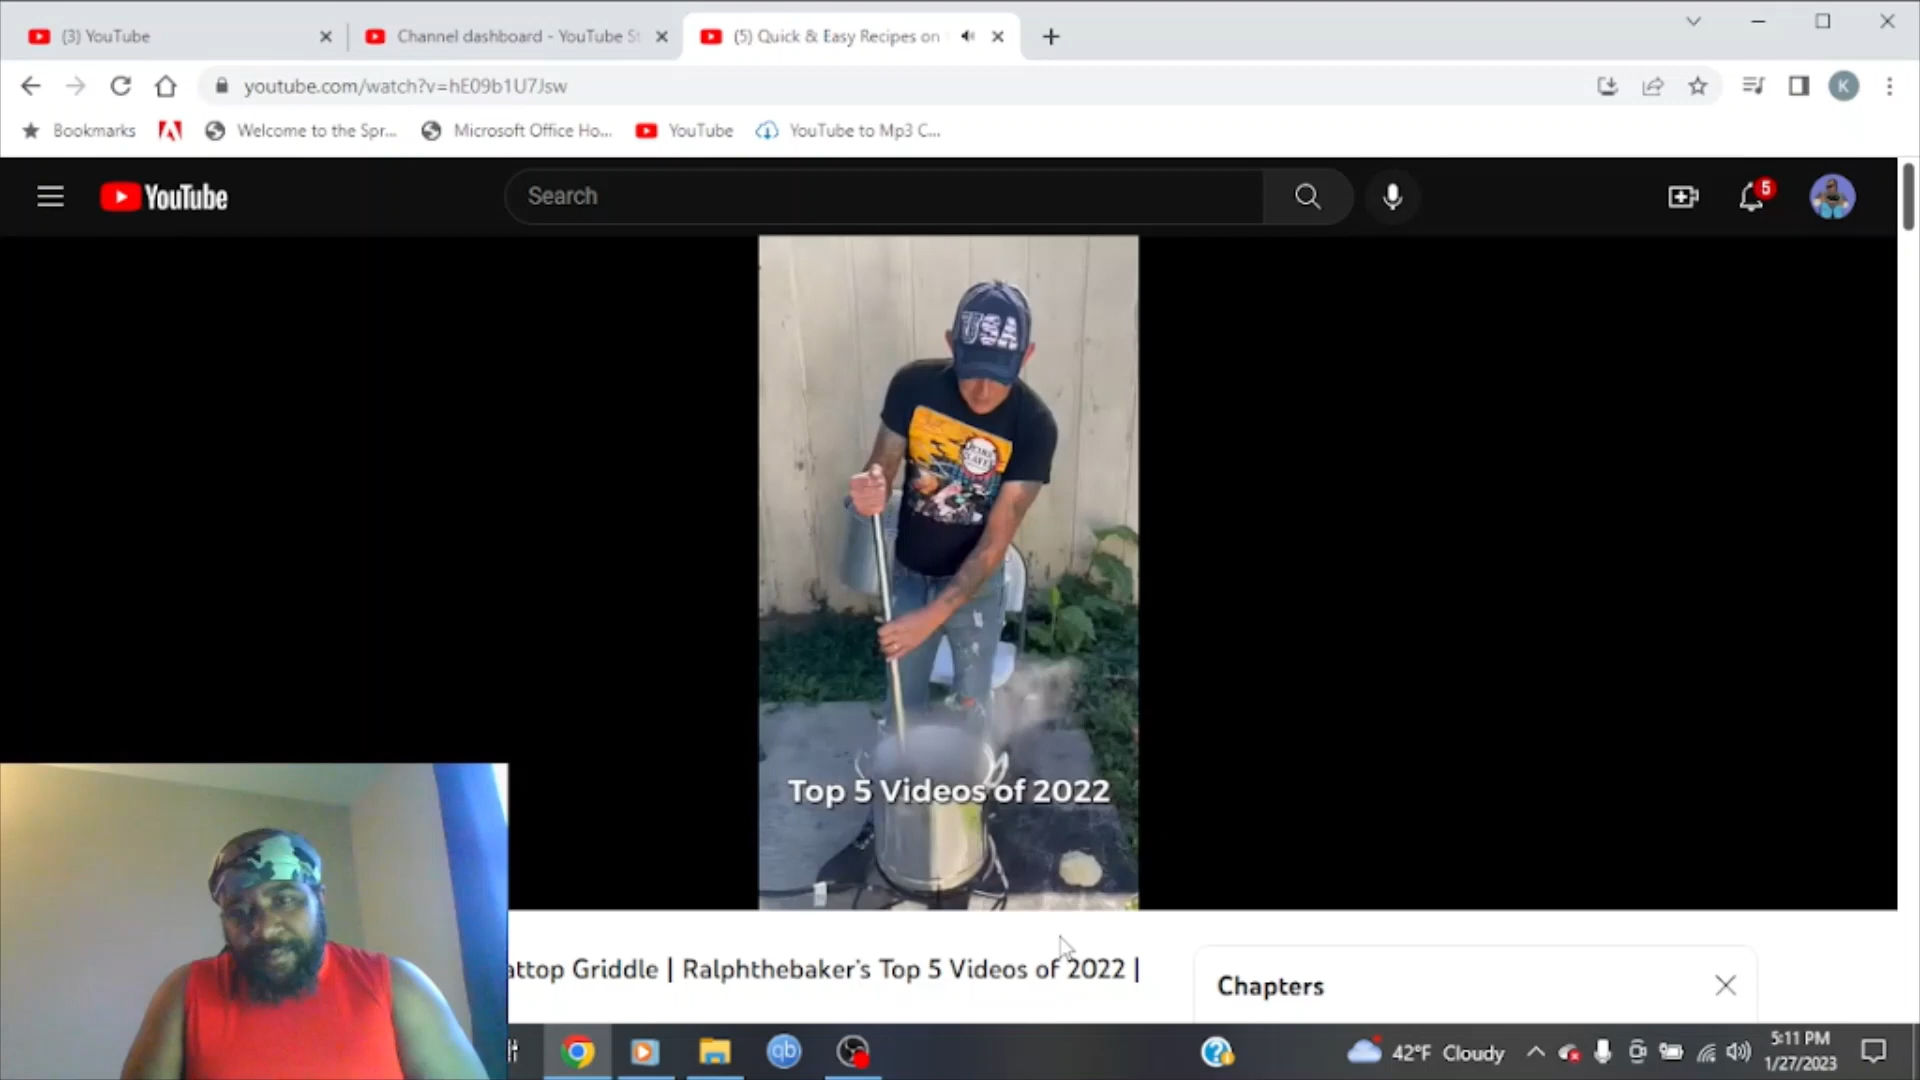 (3) YouTube
Channel dashboard - YouTube St
(5) Quick & Easy Recipes on
youtube.com/watch?v=hE09b1U7Jsw
K
Bookmarks
Welcome to the Spr...
Microsoft Office Ho...
YouTube
YouTube to Mp3 C...
YouTube
Search
5
USA
Top 5 Videos of 2022
attop Griddle | Ralphthebaker's Top 5 Videos of 2022 |
Chapters
qb
42°F Cloudy
5:11 PM
1/27/2023